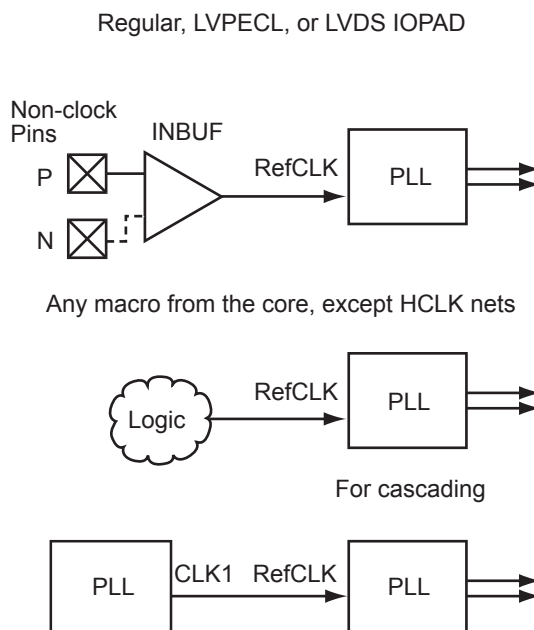 Regular, LVPECL, or LVDS IOPAD
Non-clock
Pins
INBUF
P
RefCLK
PLL
N
Any macro from the core, except HCLK nets
Logic
RefCLK
PLL
For cascading
PLL
CLK1
RefCLK
PLL